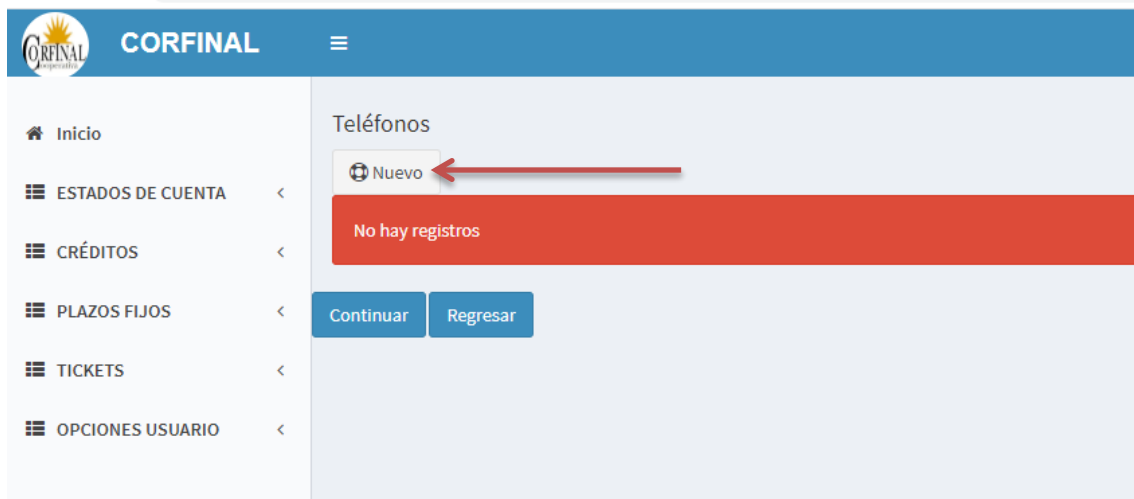 CORFINAL
Cooperativa
CORFINAL
Inicio
ESTADOS DE CUENTA
CRÉDITOS
PLAZOS FIJOS
TICKETS
OPCIONES USUARIO
Teléfonos
Nuevo
No hay registros
Continuar
Regresar